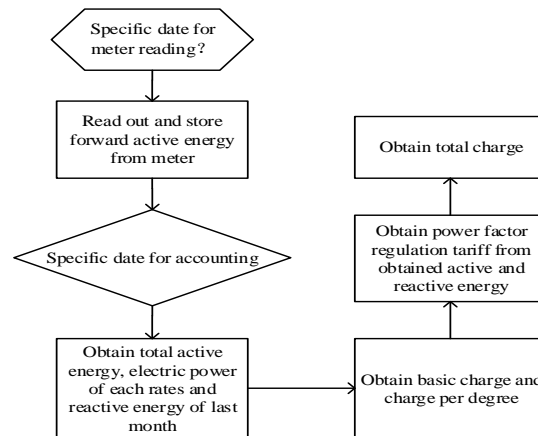 Specific date for
meter reading?
Read out and store
forward active energy
from meter
Specific date for accounting
Obtain total active
energy, electric power
of each rates and
reactive energy of last
month
Obtain basic charge and
charge per degree
Obtain power factor
regulation tariff from
obtained active and
reactive energy
Obtain total charge